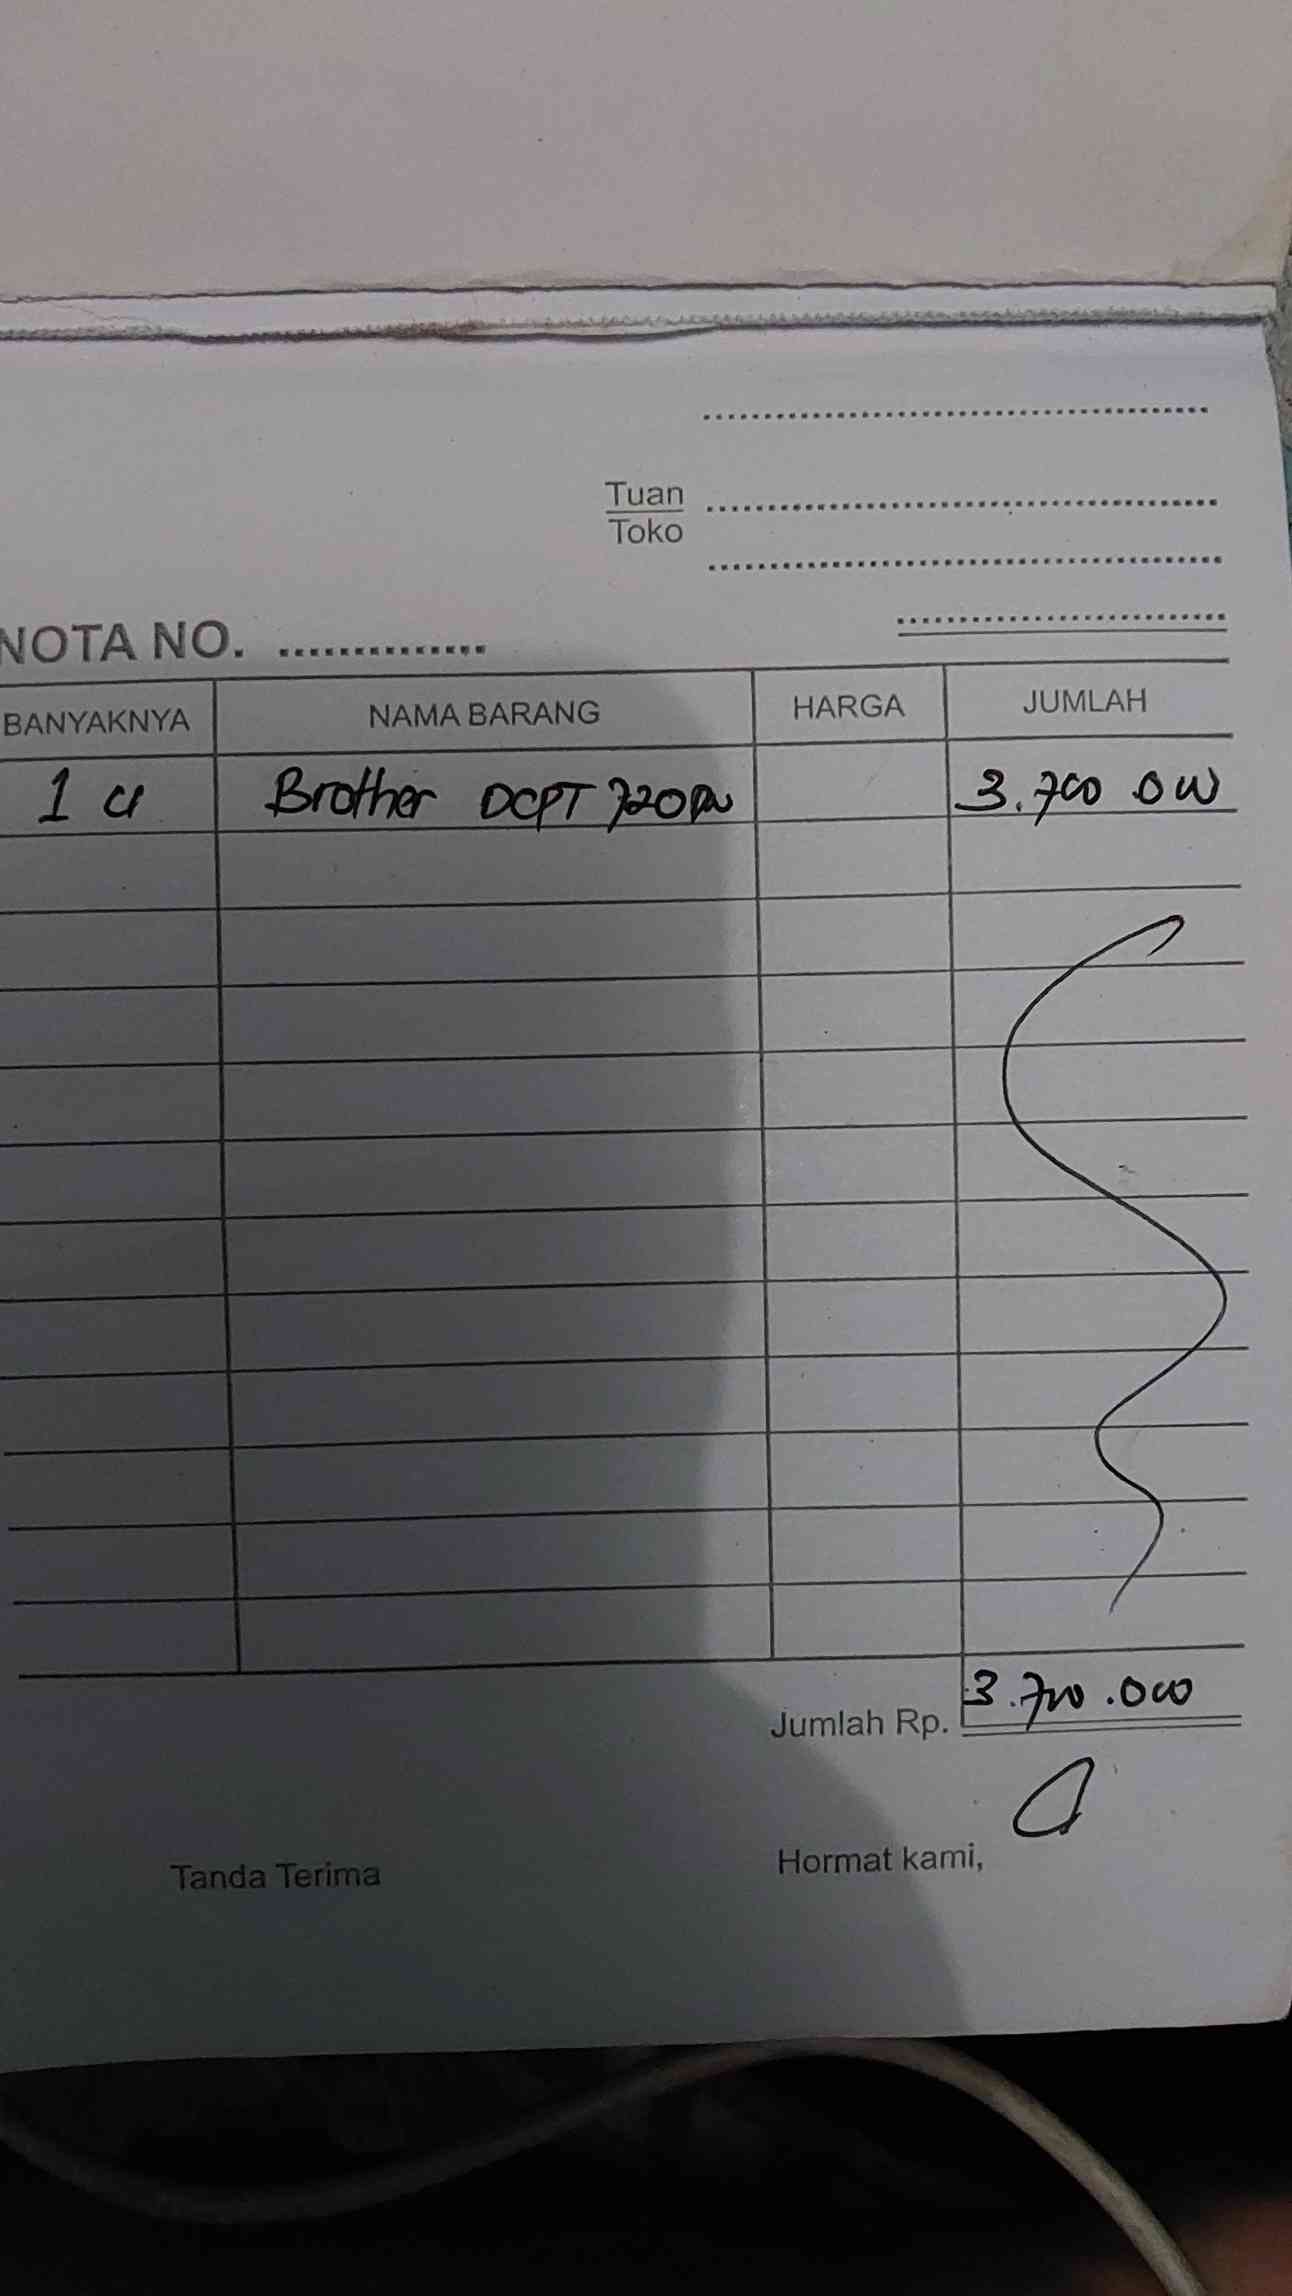 Tuan
Toko
NOTA NO. ..............
BANYAKNYA NAMA BARANG HARGA JUMLAH
1 Brother DCPT 720DW 3.700 000
Jumlah Rp. 3.700.000
Tanda Terima Hormat kami,